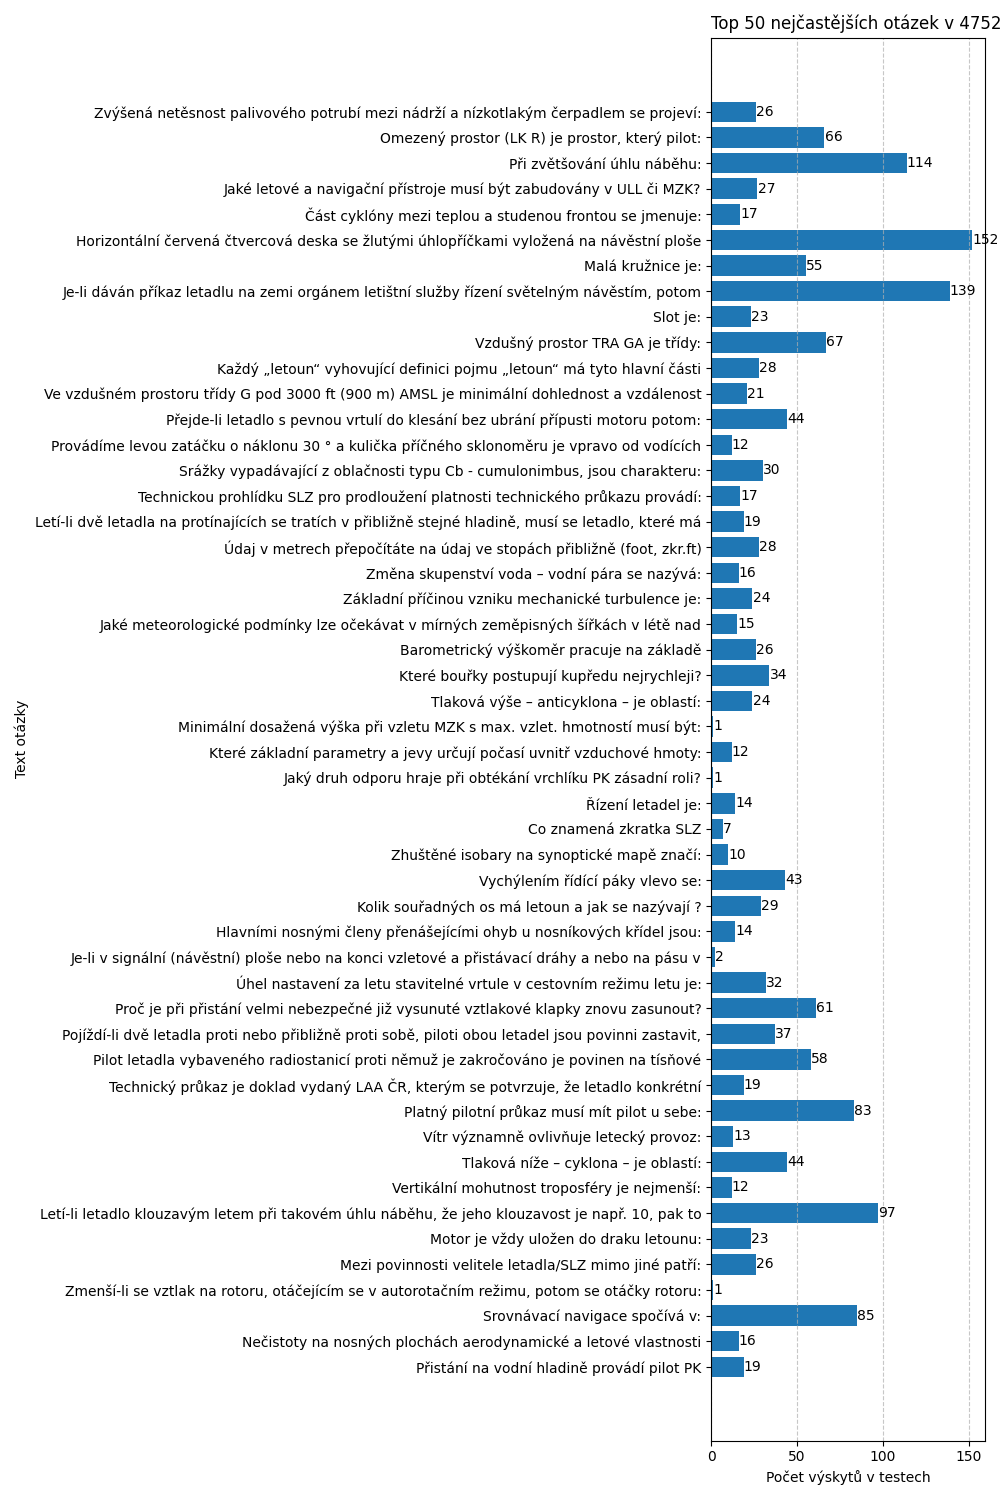 Top 50 nejčastějších otázek v 4752
Zvýšená netěsnost palivového potrubí mezi nádrží a nízkotlakým čerpadlem se projeví: 26
Omezený prostor (LK R) je prostor, který pilot: 66
Při zvětšování úhlu náběhu: 114
Jaké letové a navigační přístroje musí být zabudovány v ULL či MZK? 27
Část cyklóny mezi teplou a studenou frontou se jmenuje: 17
Horizontální červená čtvercová deska se žlutými úhlopříčkami vyložená na návěstní ploše 152
Malá kružnice je: 55
Je-li dáván příkaz letadlu na zemi orgánem letištní služby řízení světelným návěstím, potom 139
Slot je: 23
Vzdušný prostor TRA GA je třídy: 67
Každý „letoun“ vyhovující definici pojmu „letoun“ má tyto hlavní části 28
Ve vzdušném prostoru třídy G pod 3000 ft (900 m) AMSL je minimální dohlednost a vzdálenost 21
Přejde-li letadlo s pevnou vrtulí do klesání bez ubrání přípusti motoru potom: 44
Provádíme levou zatáčku o náklonu 30 ° a kulička příčného sklonoměru je vpravo od vodících 12
Srážky vypadávající z oblačnosti typu Cb - cumulonimbus, jsou charakteru: 30
Technickou prohlídku SLZ pro prodloužení platnosti technického průkazu provádí: 17
Letí-li dvě letadla na protínajících se tratích v přibližně stejné hladině, musí se letadlo, které má 19
Údaj v metrech přepočítáte na údaj ve stopách přibližně (foot, zkr.ft) 28
Změna skupenství voda – vodní pára se nazývá: 16
Základní příčinou vzniku mechanické turbulence je: 24
Jaké meteorologické podmínky lze očekávat v mírných zeměpisných šířkách v létě nad 15
Barometrický výškoměr pracuje na základě 26
Které bouřky postupují kupředu nejrychleji? 34
Tlaková výše – anticyklona – je oblastí: 24
Minimální dosažená výška při vzletu MZK s max. vzlet. hmotností musí být: 1
Které základní parametry a jevy určují počasí uvnitř vzduchové hmoty: 12
Jaký druh odporu hraje při obtékání vrchlíku PK zásadní roli? 1
Řízení letadel je: 14
Co znamená zkratka SLZ 7
Zhuštěné isobary na synoptické mapě značí: 10
Vychýlením řídící páky vlevo se: 43
Kolik souřadných os má letoun a jak se nazývají ? 29
Hlavními nosnými členy přenášejícími ohyb u nosníkových křídel jsou: 14
Je-li v signální (návěstní) ploše nebo na konci vzletové a přistávací dráhy a nebo na pásu v 2
Úhel nastavení za letu stavitelné vrtule v cestovním režimu letu je: 32
Proč je při přistání velmi nebezpečné již vysunuté vztlakové klapky znovu zasunout? 61
Pojíždí-li dvě letadla proti nebo přibližně proti sobě, piloti obou letadel jsou povinni zastavit, 37
Pilot letadla vybaveného radiostanicí proti němuž je zakročováno je povinen na tísňové 58
Technický průkaz je doklad vydaný LAA ČR, kterým se potvrzuje, že letadlo konkrétní 19
Platný pilotní průkaz musí mít pilot u sebe: 83
Vítr významně ovlivňuje letecký provoz: 13
Tlaková níže – cyklona – je oblastí: 44
Vertikální mohutnost troposféry je nejmenší: 12
Letí-li letadlo klouzavým letem při takovém úhlu náběhu, že jeho klouzavost je např. 10, pak to 97
Motor je vždy uložen do draku letounu: 23
Mezi povinnosti velitele letadla/SLZ mimo jiné patří: 26
Zmenší-li se vztlak na rotoru, otáčejícím se v autorotačním režimu, potom se otáčky rotoru: 1
Srovnávací navigace spočívá v: 85
Nečistoty na nosných plochách aerodynamické a letové vlastnosti 16
Přistání na vodní hladině provádí pilot PK 19
Text otázky
0 50 100 150
Počet výskytů v testech